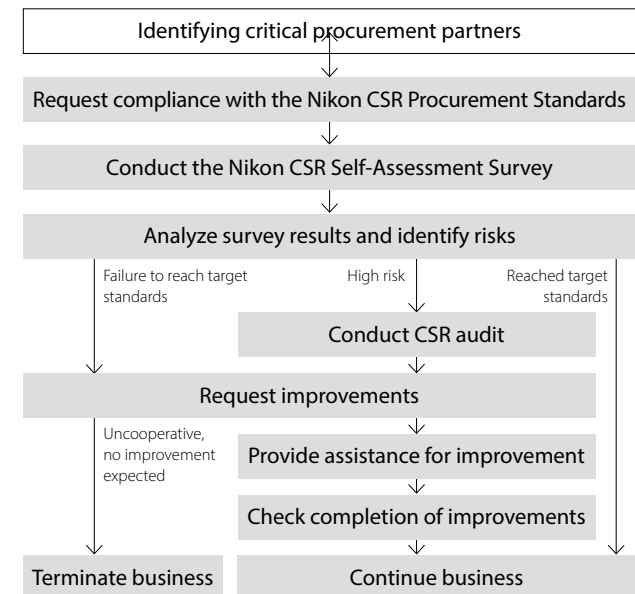 Identifying critical procurement partners
Request compliance with the Nikon CSR Procurement Standards
Conduct the Nikon CSR Self-Assessment Survey
Analyze survey results and identify risks
Failure to reach target
standards
High risk
Reached target
standards
Conduct CSR audit
Request improvements
Uncooperative,
no improvement
expected
Provide assistance for improvement
Check completion of improvements
Terminate business
Continue business